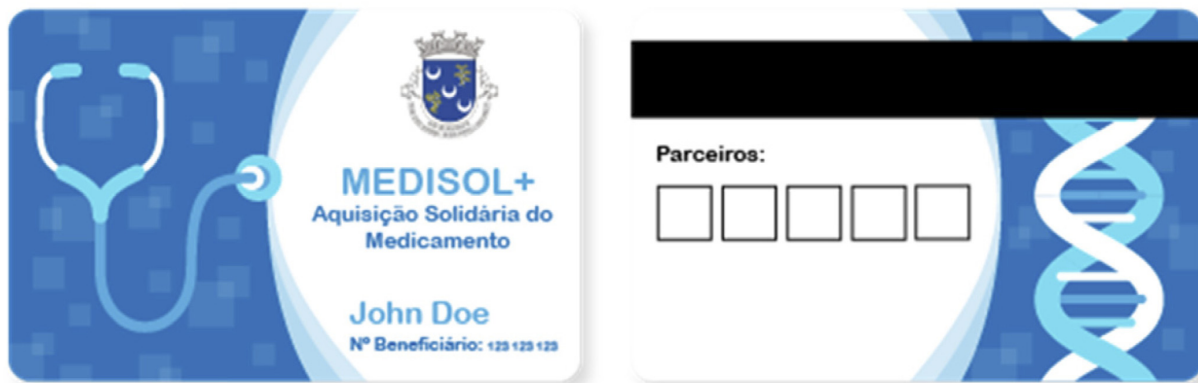 MEDISOL+
Aquisição Solidária do
Medicamento
John Doe
Nº Beneficiário: 123 123 123
Parceiros: